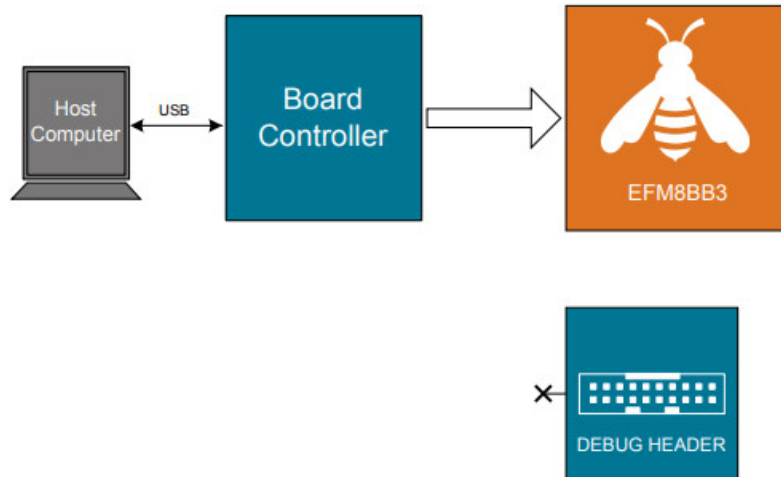 Host
Computer
USB
Board
Controller
EFM8BB3
DEBUG HEADER